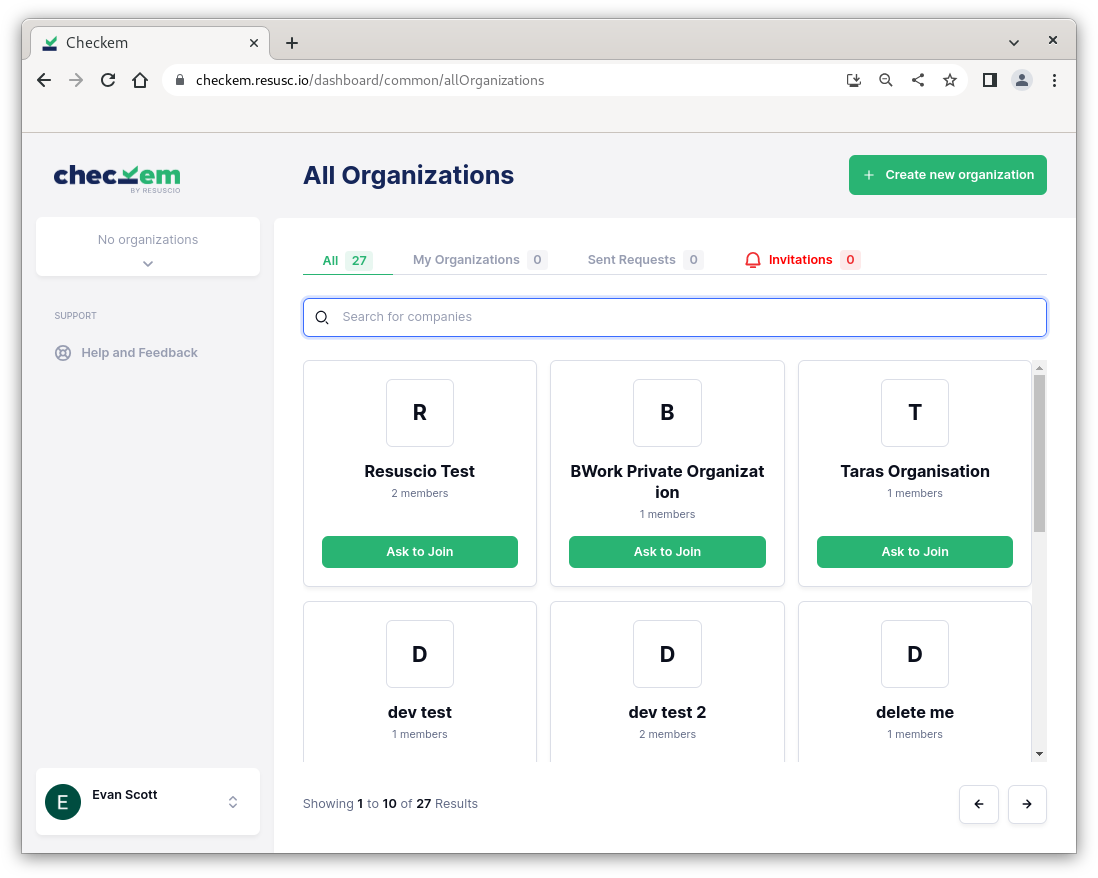 Checkem
checkem.resusc.io/dashboard/common/allOrganizations
checkem
BY RESUSCIO
All Organizations
+ Create new organization
No organizations
SUPPORT
Help and Feedback
All 27 My Organizations 0 Sent Requests 0 Invitations 0
Search for companies
R
Resuscio Test
2 members
Ask to Join
B
BWork Private Organizat
ion
1 members
Ask to Join
T
Taras Organisation
1 members
Ask to Join
D
dev test
1 members
D
dev test 2
2 members
D
delete me
1 members
E
Evan Scott
Showing 1 to 10 of 27 Results